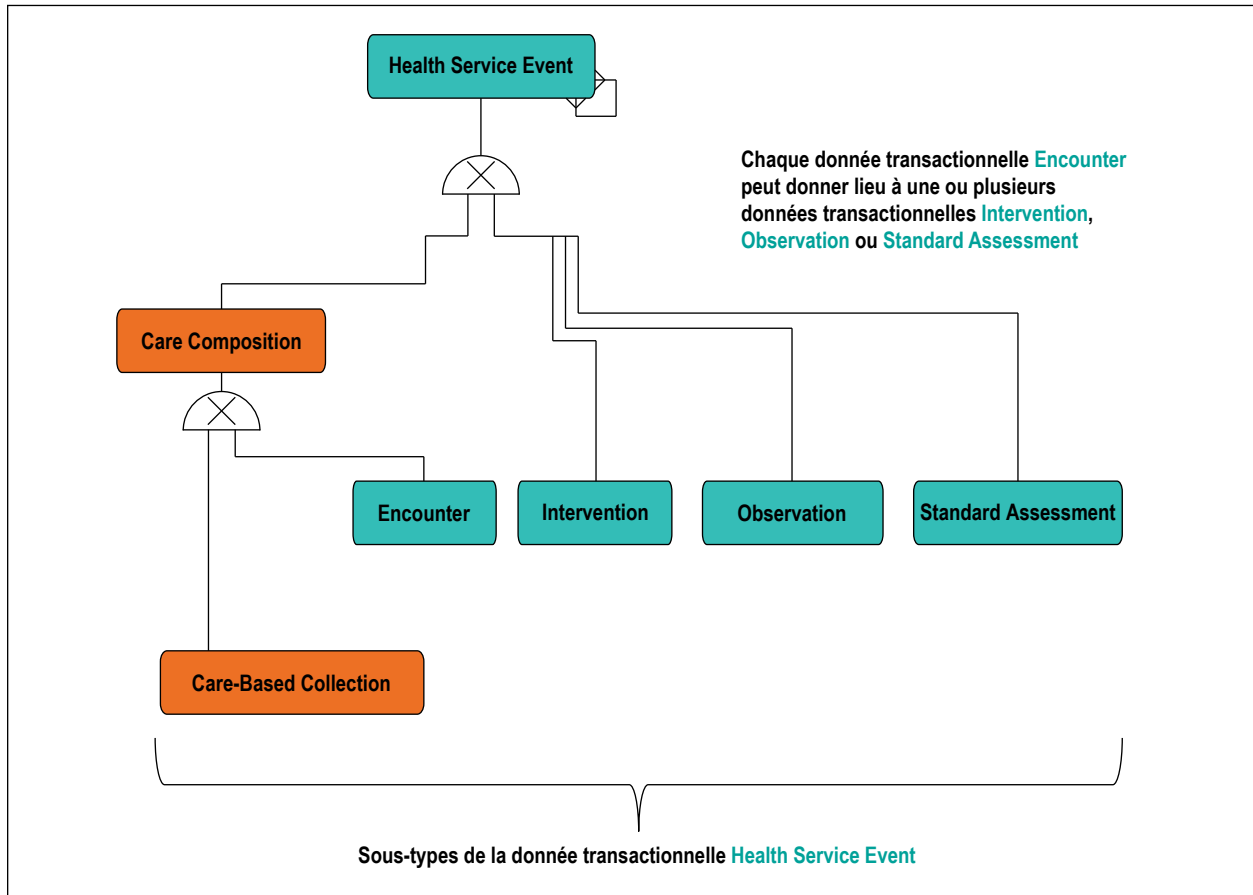 Health Service Event
Chaque donnée transactionnelle Encounter
peut donner lieu à une ou plusieurs
données transactionnelles Intervention,
Observation ou Standard Assessment
Care Composition
Encounter
Intervention
Observation
Standard Assessment
Care-Based Collection
Sous-types de la donnée transactionnelle Health Service Event